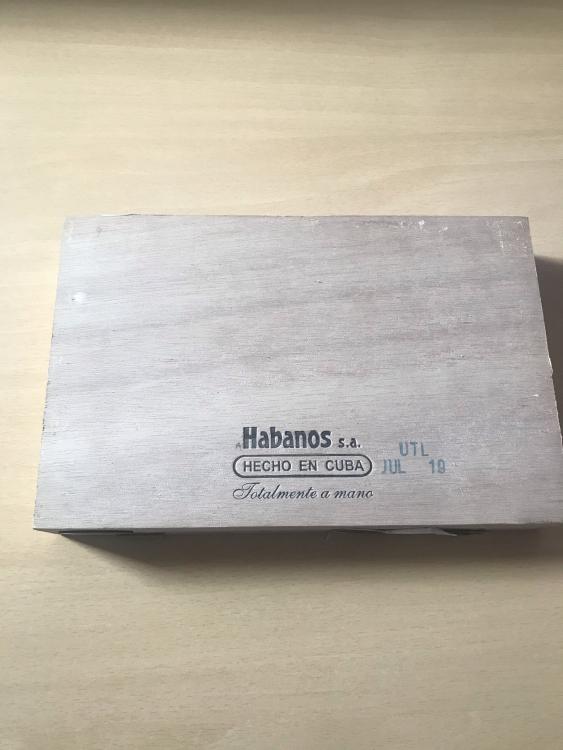 Habanos s.a.
HECHO EN CUBA
Totalmente a mano
UTL
JUL 19